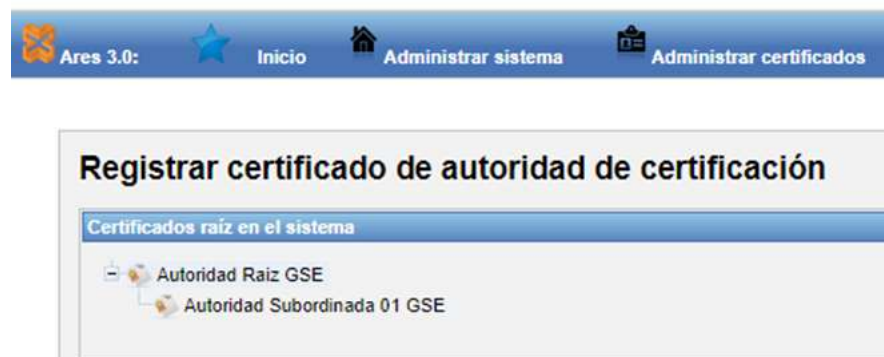 Ares 3.0: Inicio Administrar sistema Administrar certificados
Registrar certificado de autoridad de certificación
Certificados raíz en el sistema
Autoridad Raiz GSE
Autoridad Subordinada 01 GSE